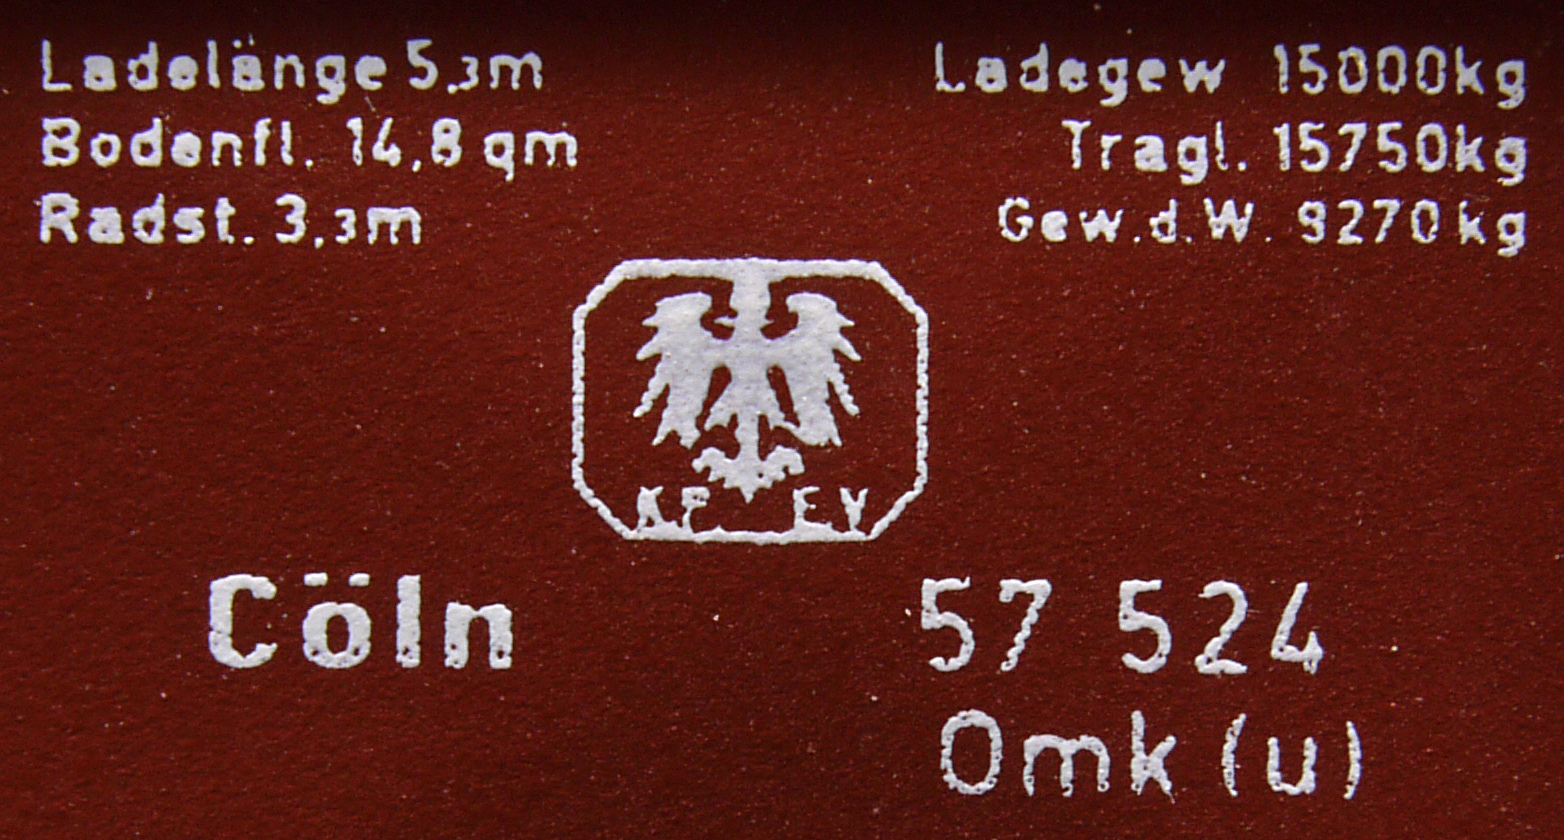 Ladelänge 5,3m
Bodenfl. 14,8 qm
Radst. 3,3m
Ladegew 15000kg
Tragl. 15750kg
Gew.d.W. 9270kg
K.P. E.V
Cöln
57 524
Omk (u)